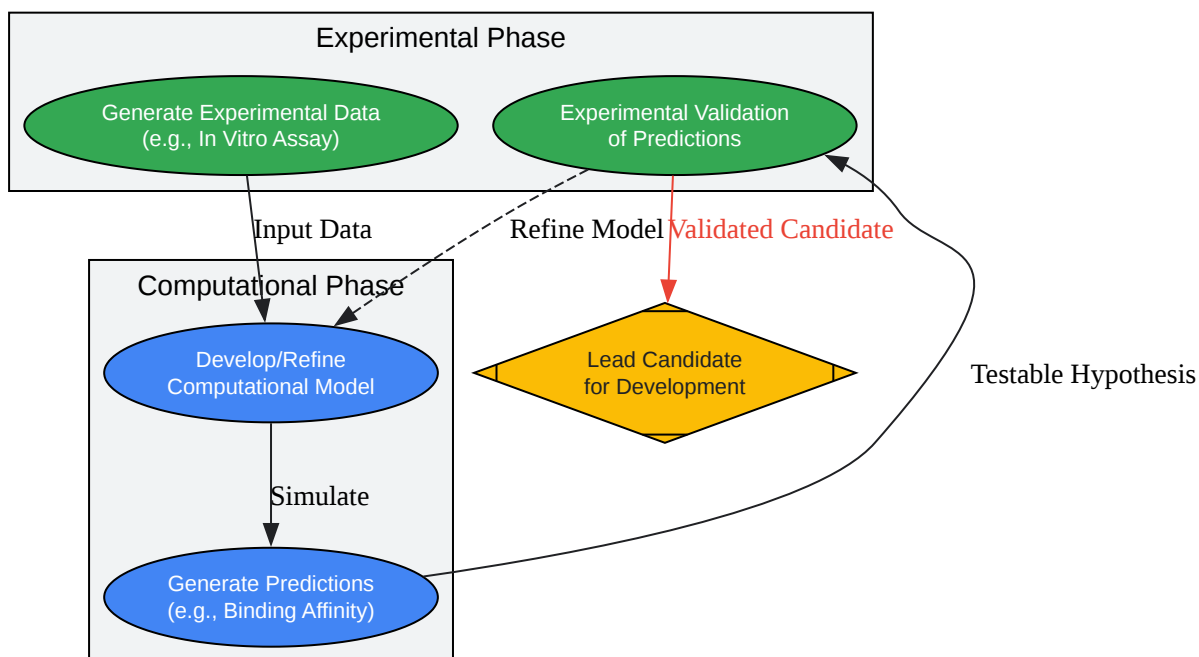 Experimental Phase
Generate Experimental Data
(e.g., In Vitro Assay)
Experimental Validation
of Predictions
Input Data
Refine Model
Validated Candidate
Computational Phase
Develop/Refine
Computational Model
Lead Candidate
for Development
Testable Hypothesis
Simulate
Generate Predictions
(e.g., Binding Affinity)